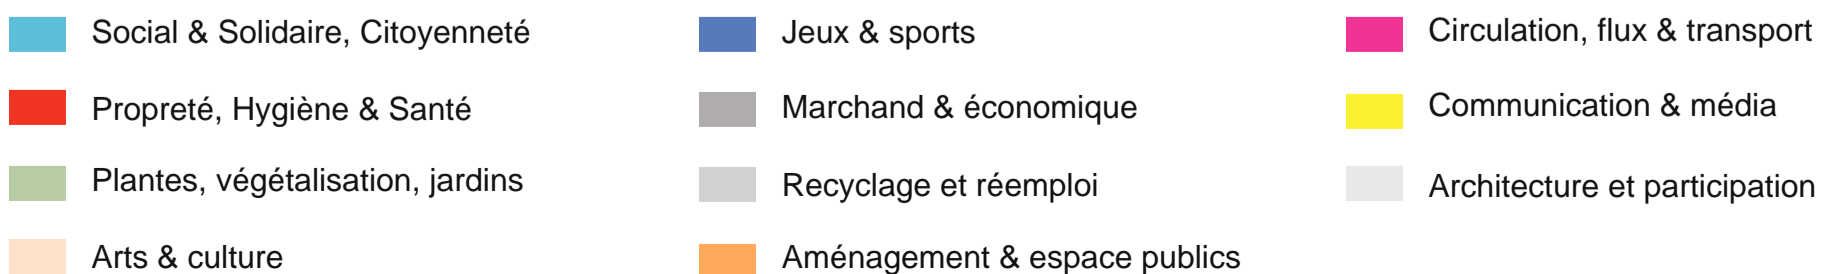 Social & Solidaire, Citoyenneté
Propreté, Hygiène & Santé
Plantes, végétalisation, jardins
Arts & culture
Jeux & sports
Marchand & économique
Recyclage et réemploi
Aménagement & espace publics
Circulation, flux & transport
Communication & média
Architecture et participation